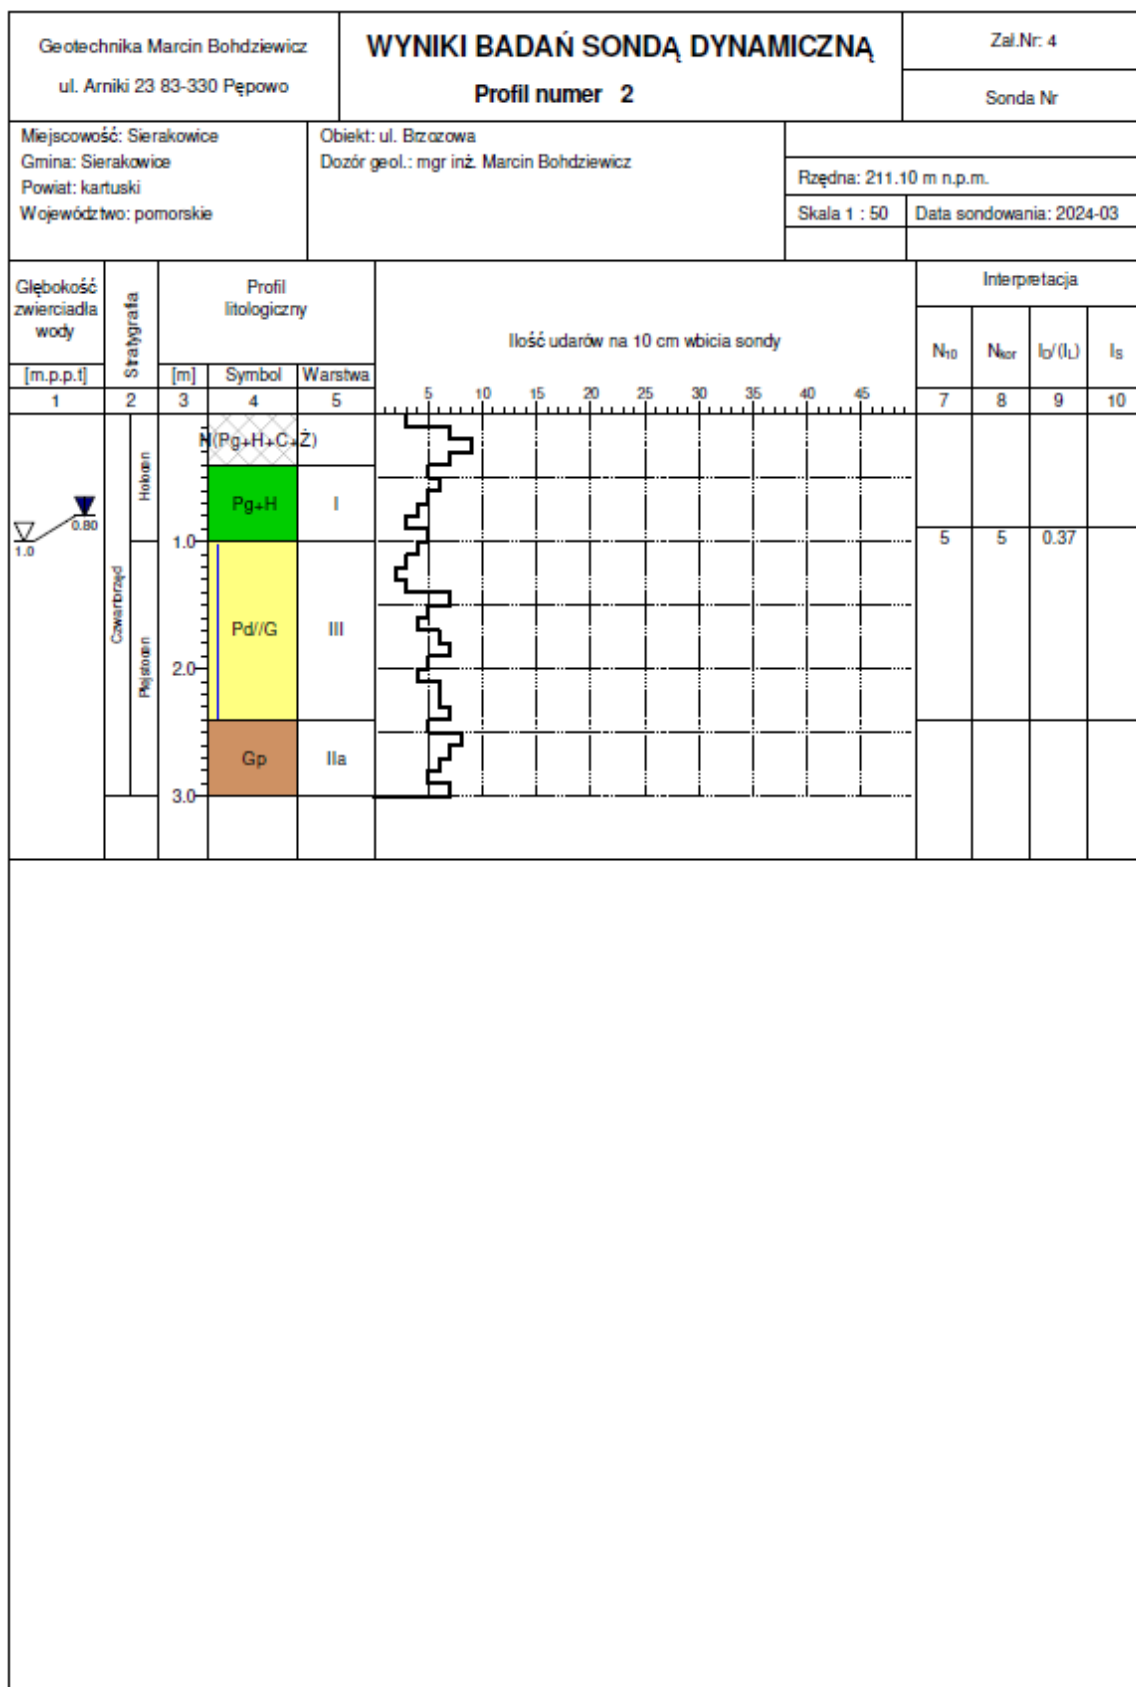 Geotechnika Marcin Bohdziewicz
ul. Arniki 23 83-330 Pępowo
WYNIKI BADAŃ SONDĄ DYNAMICZNĄ
Profil numer 2
Zał.Nr: 4
Sonda Nr
Miejscowość: Sierakowice
Gmina: Sierakowice
Powiat: kartuski
Województwo: pomorskie
Obiekt: ul. Brzozowa
Dozór geol.: mgr inż. Marcin Bohdziewicz
Rzędna: 211.10 m n.p.m.
Skala 1 : 50
Data sondowania: 2024-03
Głębokość
zwierciadła
wody
[m.p.p.t]
Stratygrafia
Profil
litologiczny
[m] Symbol Warstwa
Ilość udarów na 10 cm wbicia sondy
5 10 15 20 25 30 35 40 45
Interpretacja
N10 Nkor ID/(IL) IS
1 2 3 4 5 7 8 9 10
N(Pg+H+C+Ż)
Holocen
Pg+H I
0.80
1.0
1.0
5 5 0.37
Czwartorzęd
Plejstocen
Pd//G III
2.0
Gp IIa
3.0